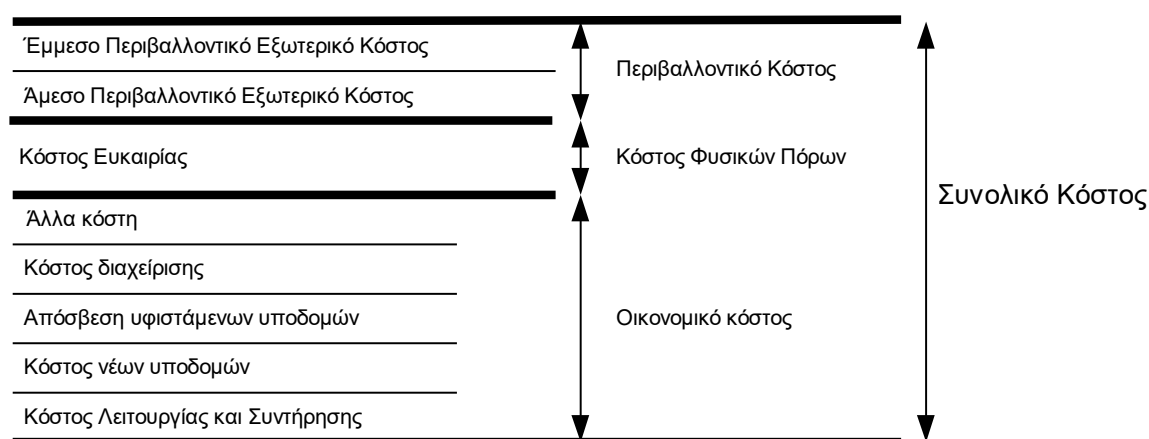 Έμμεσο Περιβαλλοντικό Εξωτερικό Κόστος
Άμεσο Περιβαλλοντικό Εξωτερικό Κόστος
Περιβαλλοντικό Κόστος
Κόστος Ευκαιρίας
Κόστος Φυσικών Πόρων
Συνολικό Κόστος
Άλλα κόστη
Κόστος διαχείρισης
Απόσβεση υφιστάμενων υποδομών
Οικονομικό κόστος
Κόστος νέων υποδομών
Κόστος Λειτουργίας και Συντήρησης